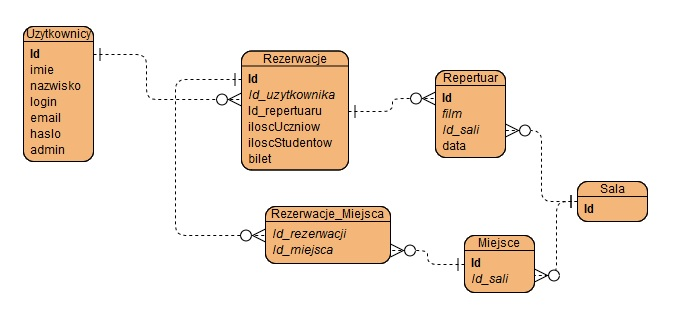 Uzytkownicy
Id
imie
nazwisko
login
email
haslo
admin
Rezerwacje
Id
Id_uzytkownika
Id_repertuaru
iloscUczniow
iloscStudentow
bilet
Repertuar
Id
film
Id_sali
data
Sala
Id
Rezerwacje_Miejsca
Id_rezerwacji
Id_miejsca
Miejsce
Id
Id_sali